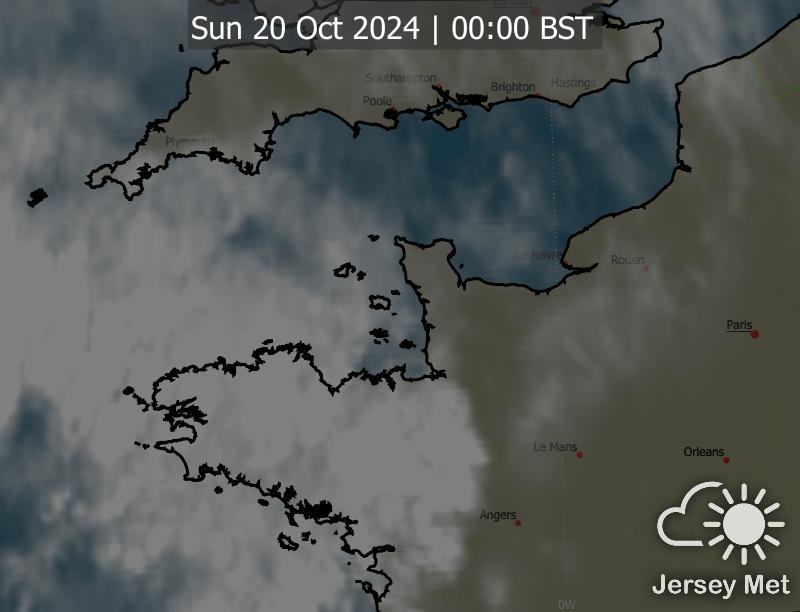 London
Sun 20 Oct 2024 | 00:00 BST
Southampton
Brighton
Hastings
Poole
Plymouth
Le Havre
Rouen
Paris
Le Mans
Orleans
Angers
Jersey Met
0W